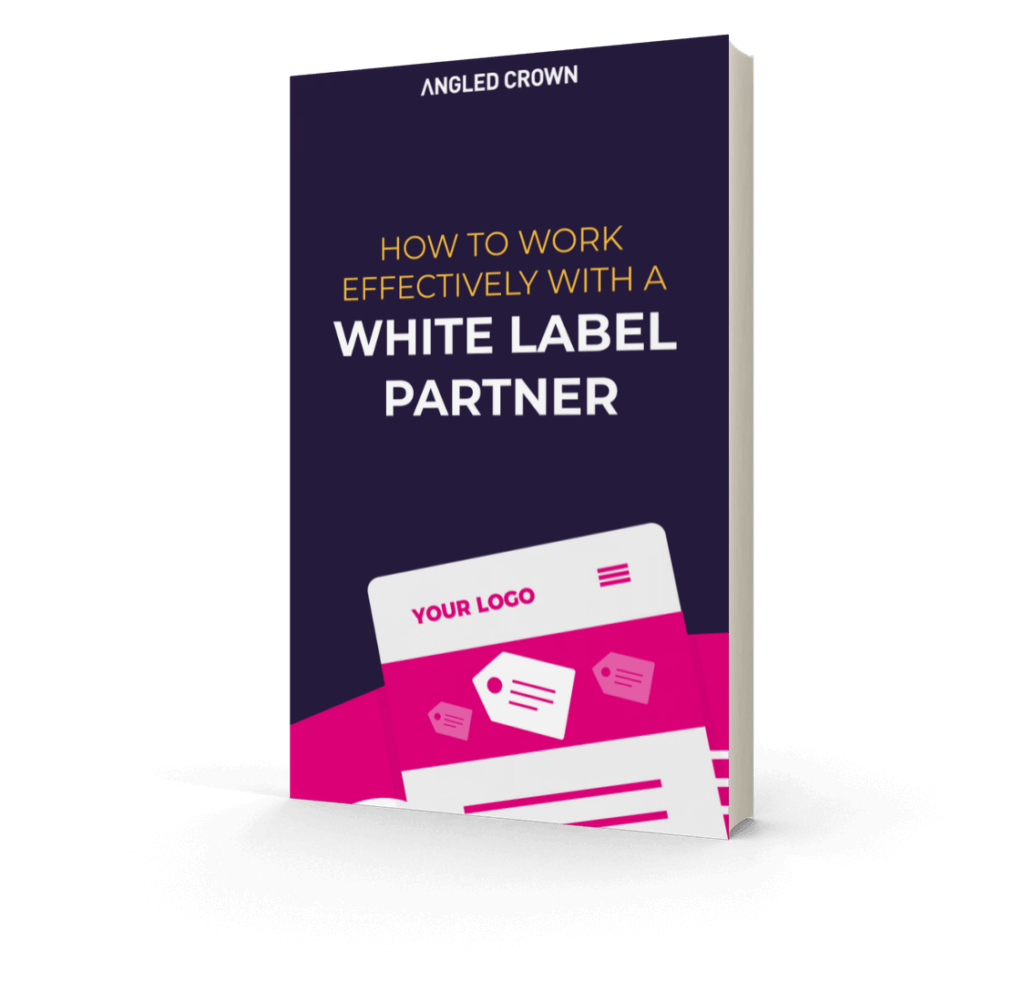 ANGLED CROWN
HOW TO WORK
EFFECTIVELY WITH A
WHITE LABEL
PARTNER
YOUR LOGO